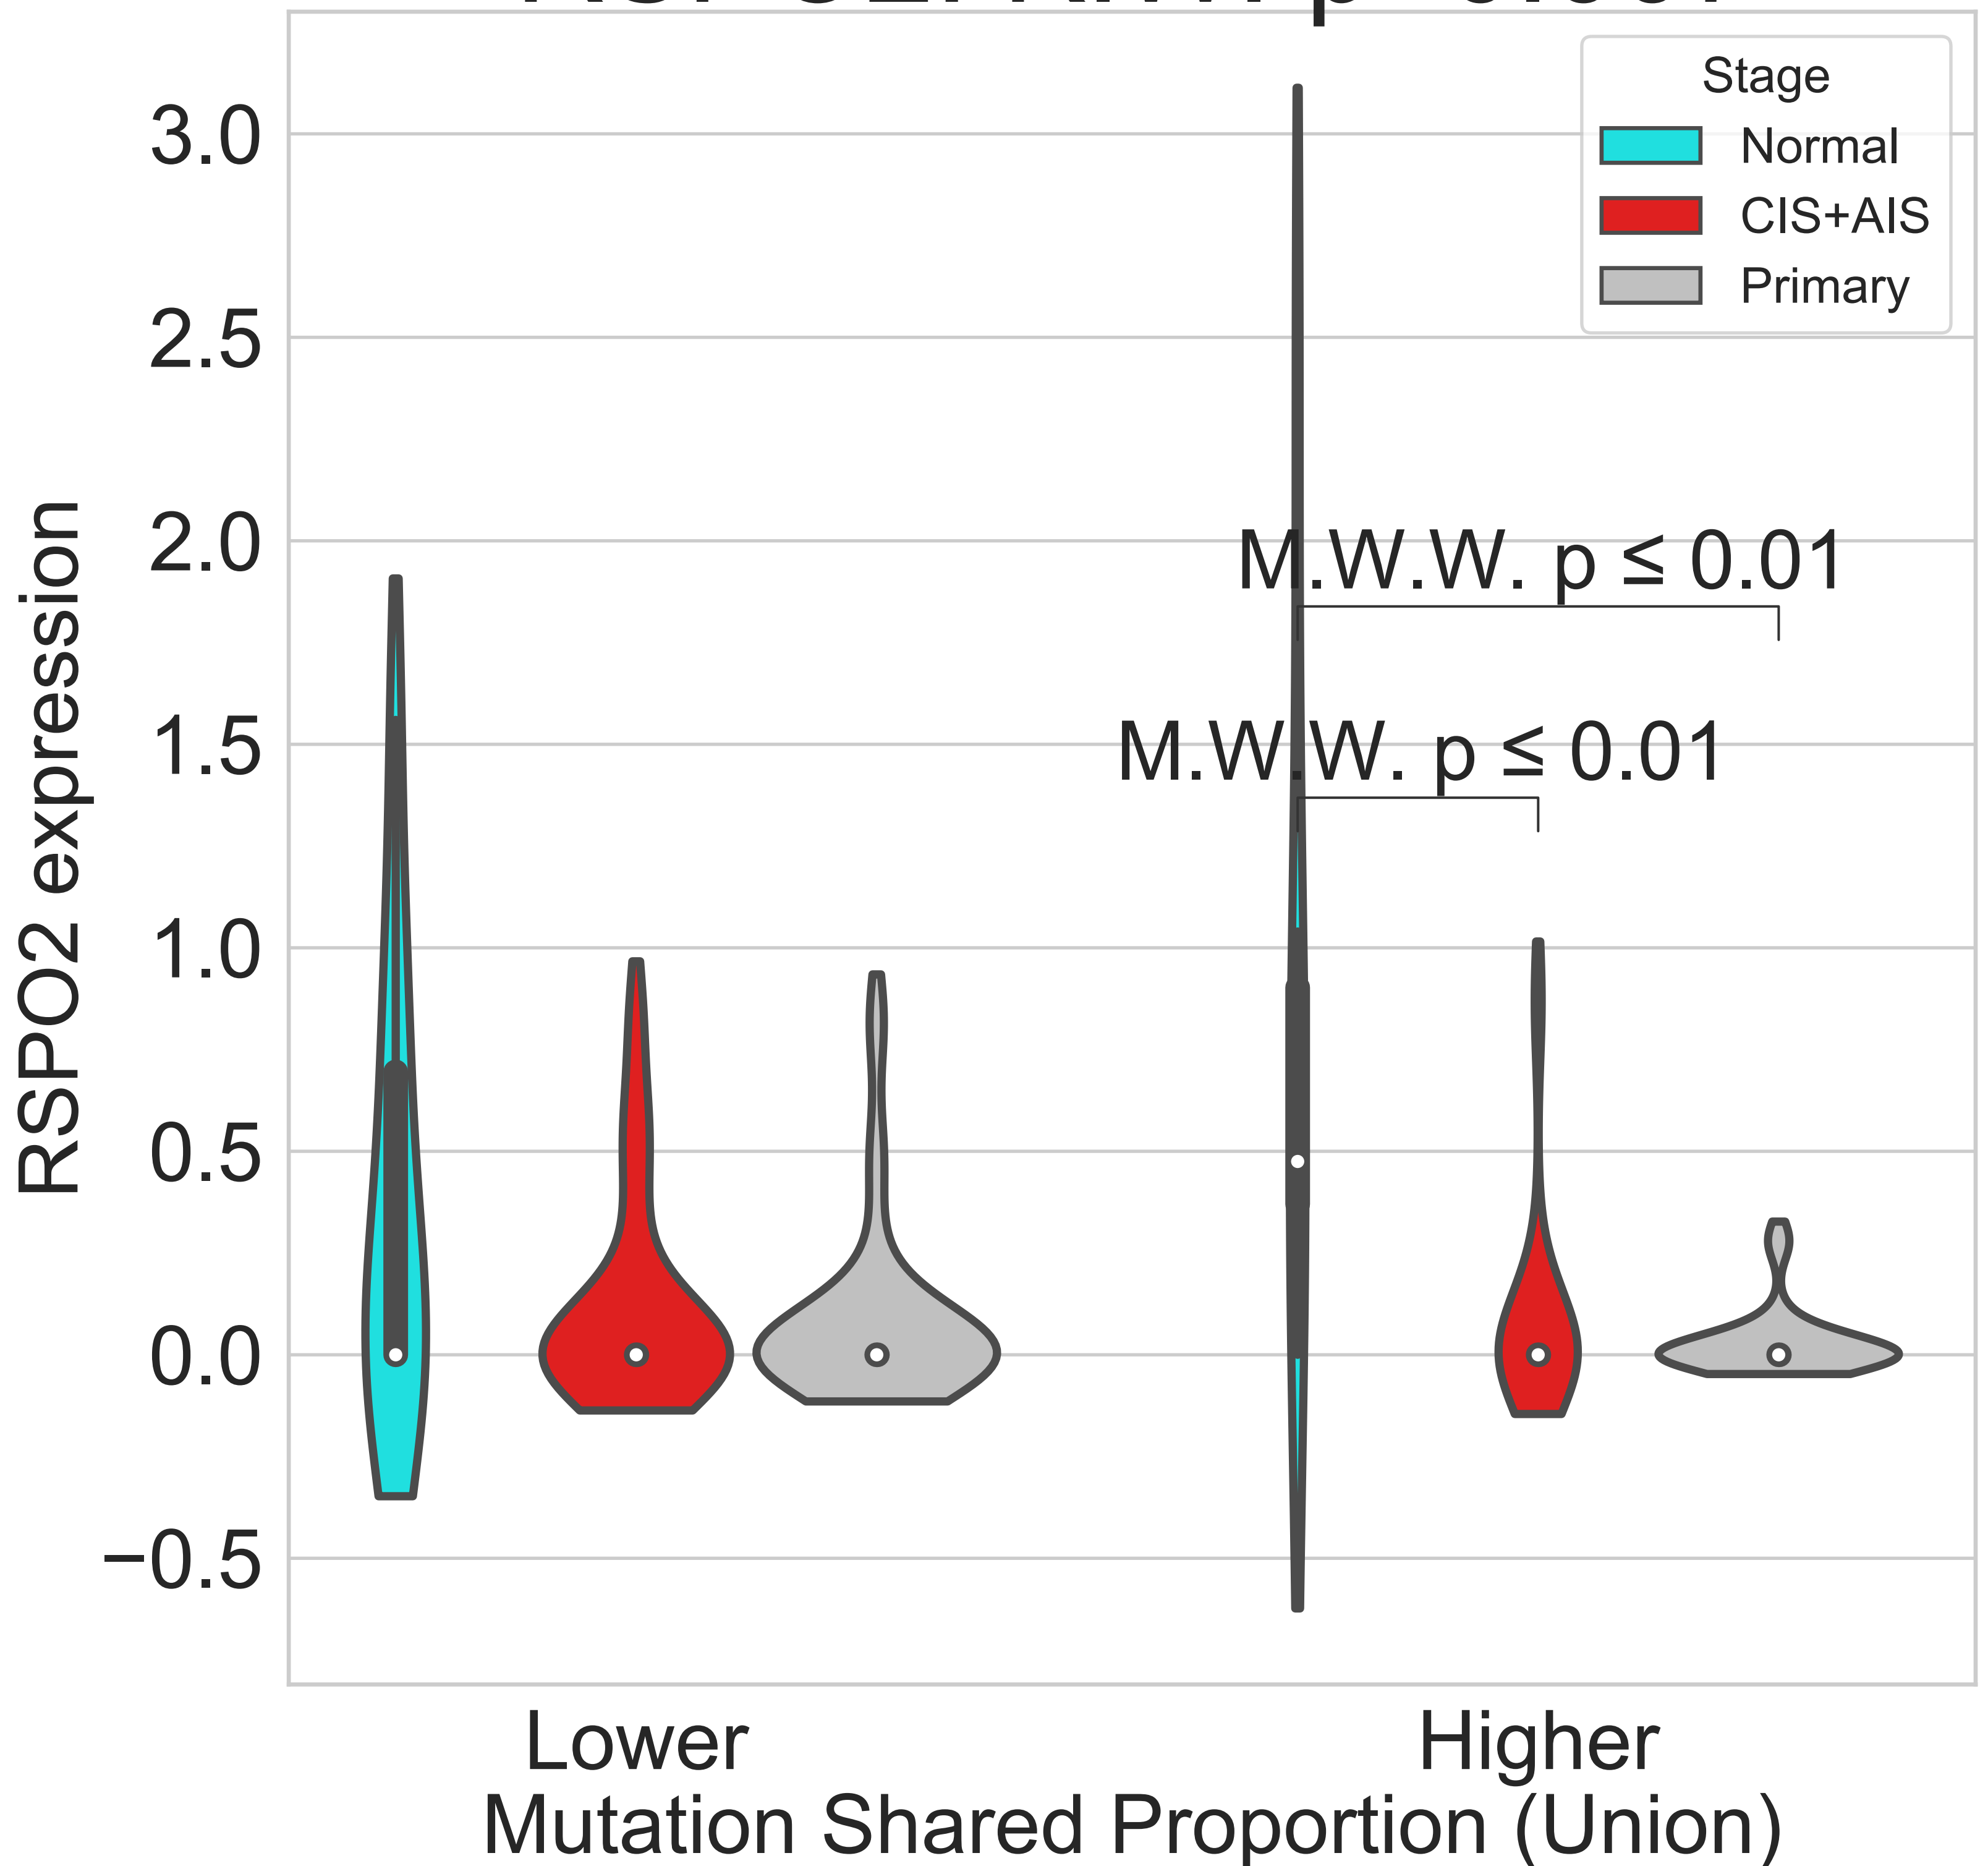 Stage
Normal
CIS+AIS
Primary
3.0
2.5
2.0
1.5
1.0
0.5
0.0
−0.5
RSPO2 expression
M.W.W. p ≤ 0.01
M.W.W. p ≤ 0.01
Lower
Higher
Mutation Shared Proportion (Union)